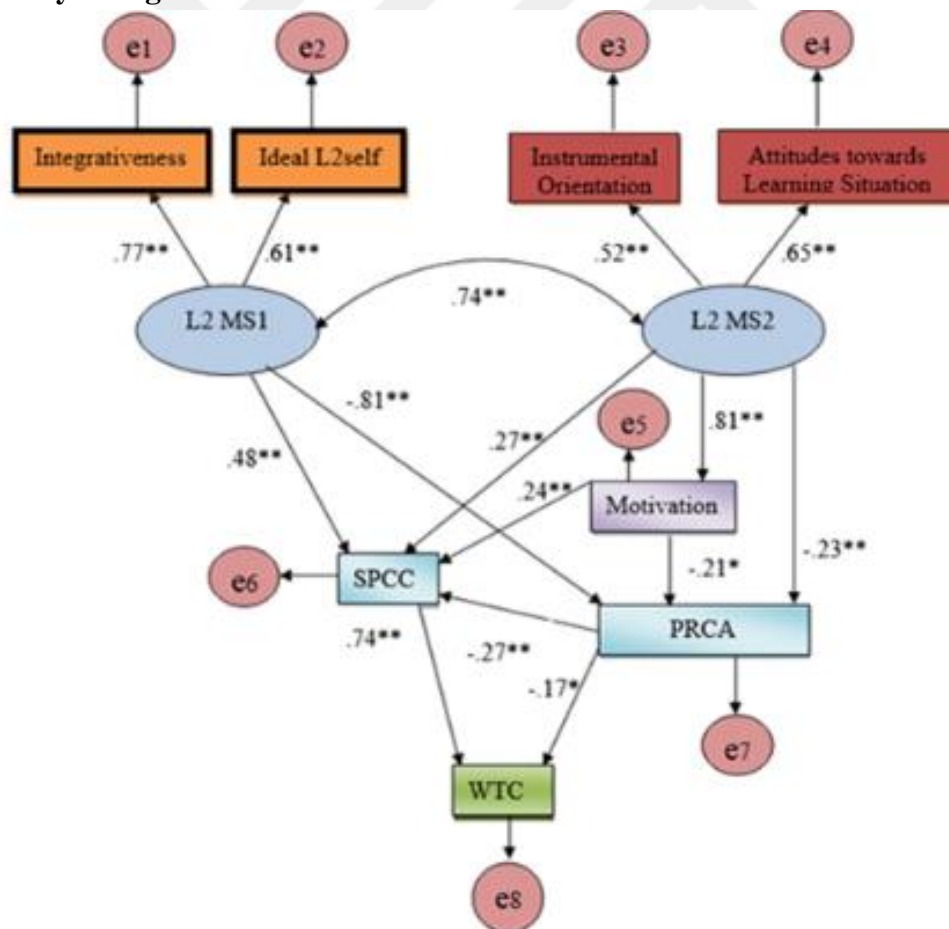 e1
e2
e3
e4
Integrativeness
Ideal L2self
Instrumental
Orientation
Attitudes towards
Learning Situation
.77**
.61**
.52**
.65**
.74**
L2 MS1
L2 MS2
-.81**
e5
.81**
.48**
.27**
.24**
Motivation
-.21*
-.23**
e6
SPCC
PRCA
.74**
-.27**
-.17*
e7
WTC
e8